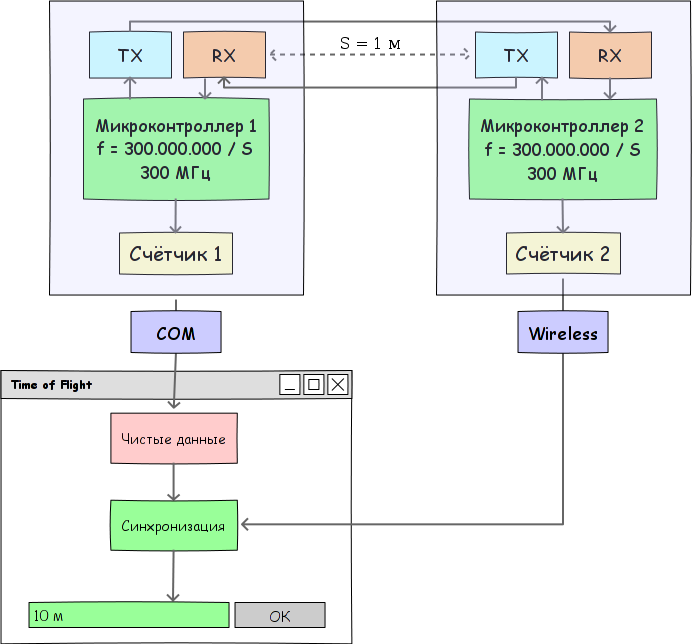 S = 1 м
TX
RX
TX
RX
Микроконтроллер 1
f = 300.000.000 / S
300 МГц
Микроконтроллер 2
f = 300.000.000 / S
300 МГц
Счётчик 1
Счётчик 2
COM
Wireless
Time of Flight
Чистые данные
Синхронизация
10 м
OK